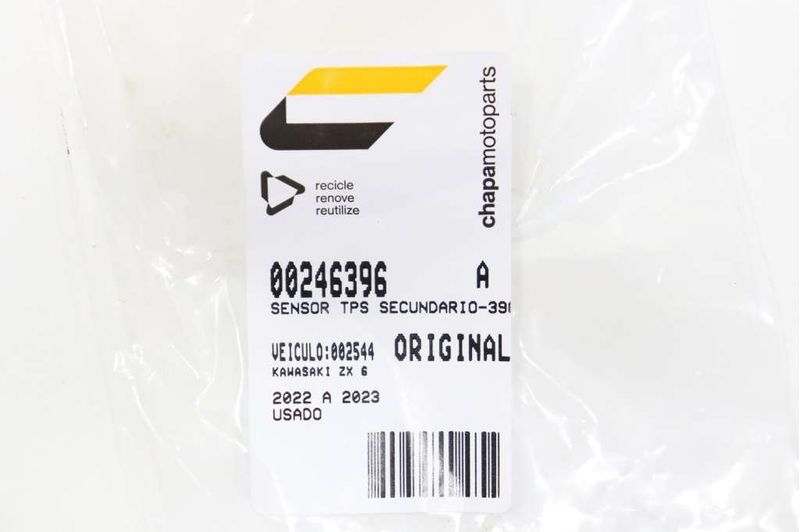 chapamotoparts
recicle
renove
reutilize
00246396 A
SENSOR TPS SECUNDARIO-39
VEICULO:002544 ORIGINAL
KAWASAKI ZX 6
2022 A 2023
USADO